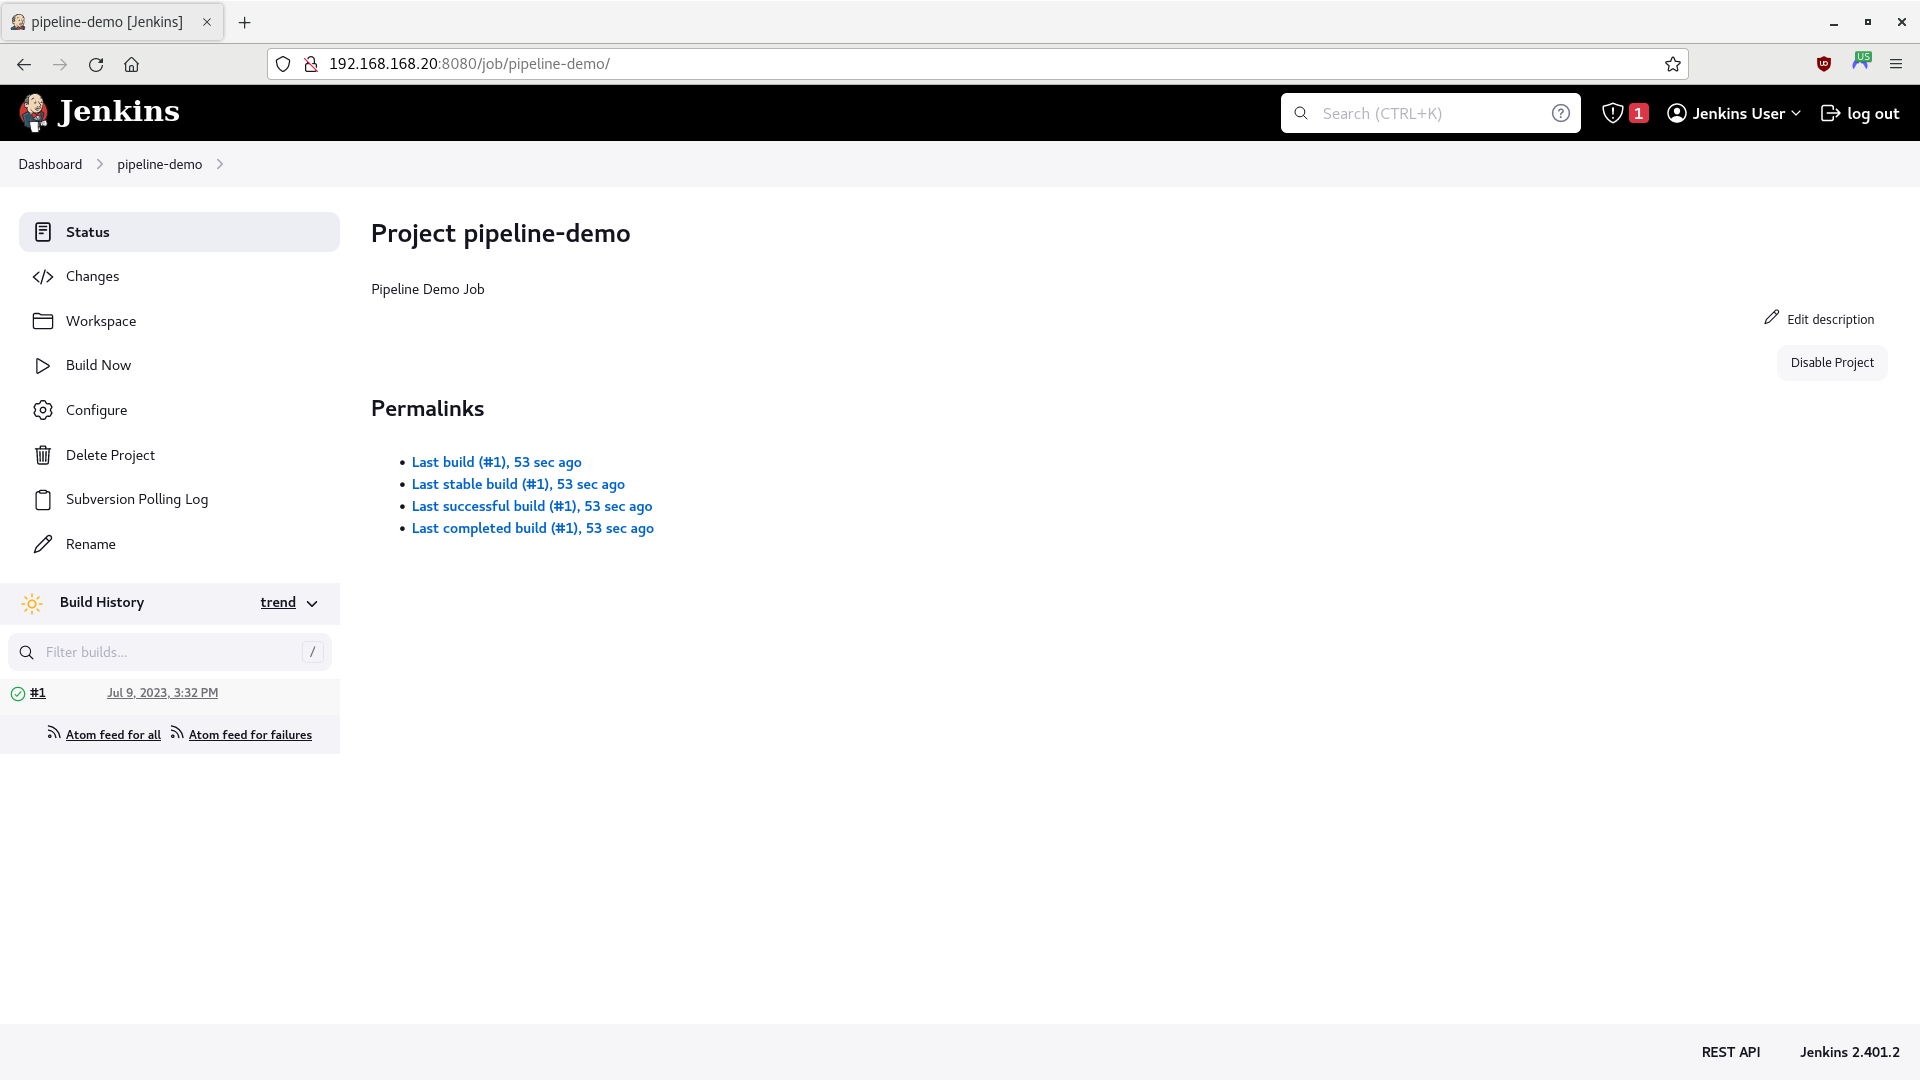 pipeline-demo [Jenkins]
192.168.168.20:8080/job/pipeline-demo/
US
Jenkins
Search (CTRL+K)
1
Jenkins User
log out
Dashboard
pipeline-demo
Status
Changes
Workspace
Build Now
Configure
Delete Project
Subversion Polling Log
Rename
Build History
trend
Filter builds...
/
#1
Jul 9, 2023, 3:32 PM
Atom feed for all
Atom feed for failures
Project pipeline-demo
Pipeline Demo Job
Edit description
Disable Project
Permalinks
Last build (#1), 53 sec ago
Last stable build (#1), 53 sec ago
Last successful build (#1), 53 sec ago
Last completed build (#1), 53 sec ago
REST API
Jenkins 2.401.2